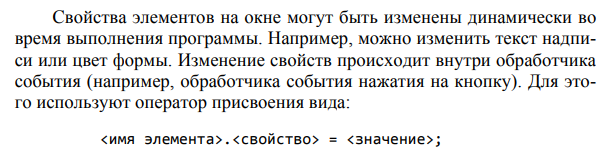 Свойства элементов на окне могут быть изменены динамически во
время выполнения программы. Например, можно изменить текст надпи-
си или цвет формы. Изменение свойств происходит внутри обработчика
события (например, обработчика события нажатия на кнопку). Для это-
го используют оператор присвоения вида:
<имя элемента>.<свойство> = <значение>;